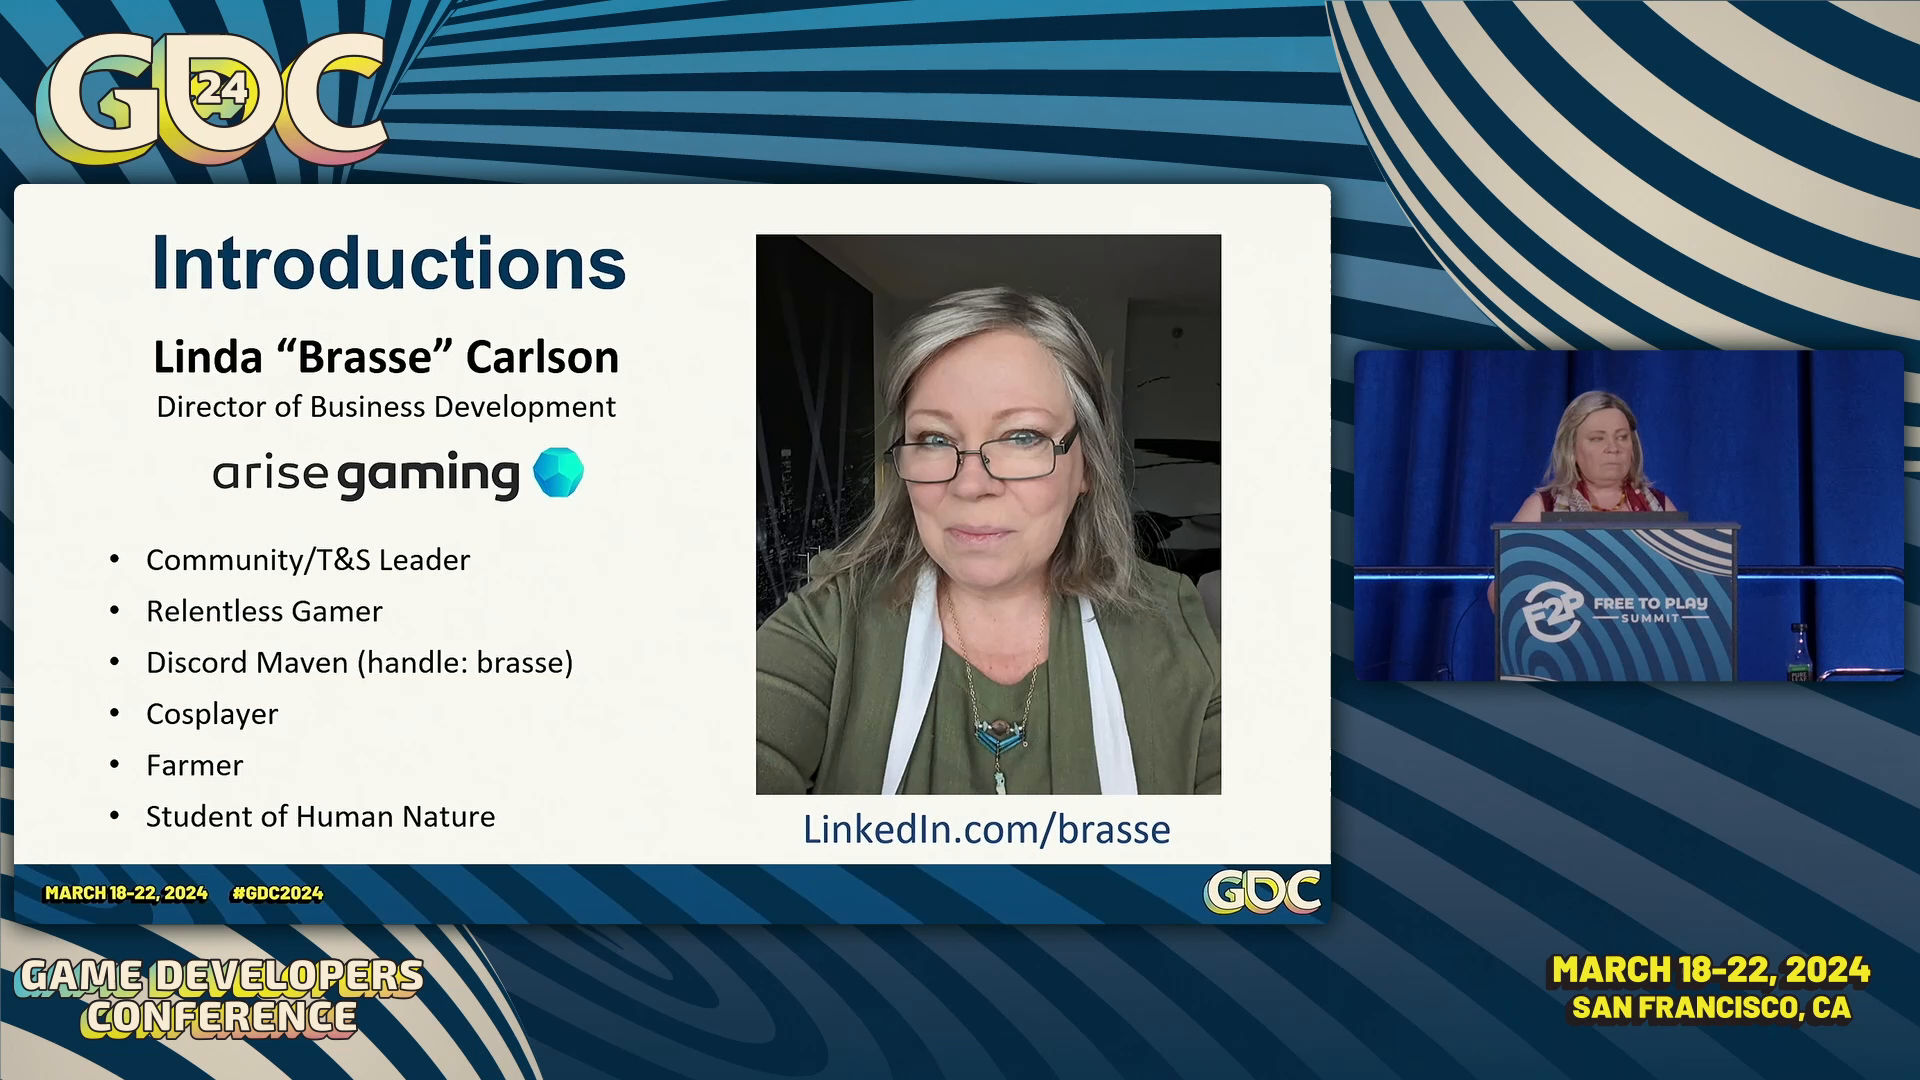 GDC
24
Introductions
Linda “Brasse” Carlson
Director of Business Development
arise gaming
• Community/T&S Leader
• Relentless Gamer
• Discord Maven (handle: brasse)
• Cosplayer
• Farmer
• Student of Human Nature
LinkedIn.com/brasse
MARCH 18-22, 2024 #GDC2024
GDC
F2P
FREE TO PLAY
SUMMIT
GAME DEVELOPERS
CONFERENCE
MARCH 18-22, 2024
SAN FRANCISCO, CA